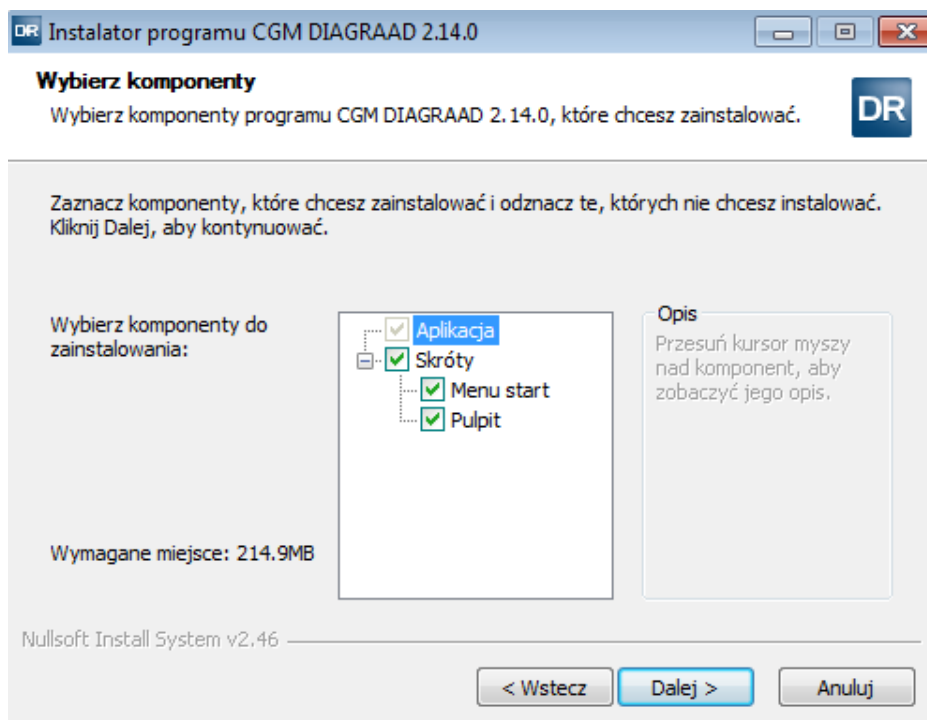 DR Instalator programu CGM DIAGRAAD 2.14.0
Wybierz komponenty
Wybierz komponenty programu CGM DIAGRAAD 2.14.0, które chcesz zainstalować.
DR
Zaznacz komponenty, które chcesz zainstalować i odznacz te, których nie chcesz instalować.
Kliknij Dalej, aby kontynuować.
Wybierz komponenty do
zainstalowania:
Aplikacja
Skróty
Menu start
Pulpit
Opis
Przesuń kursor myszy
nad komponent, aby
zobaczyć jego opis.
Wymagane miejsce: 214.9MB
Nullsoft Install System v2.46
< Wstecz
Dalej >
Anuluj